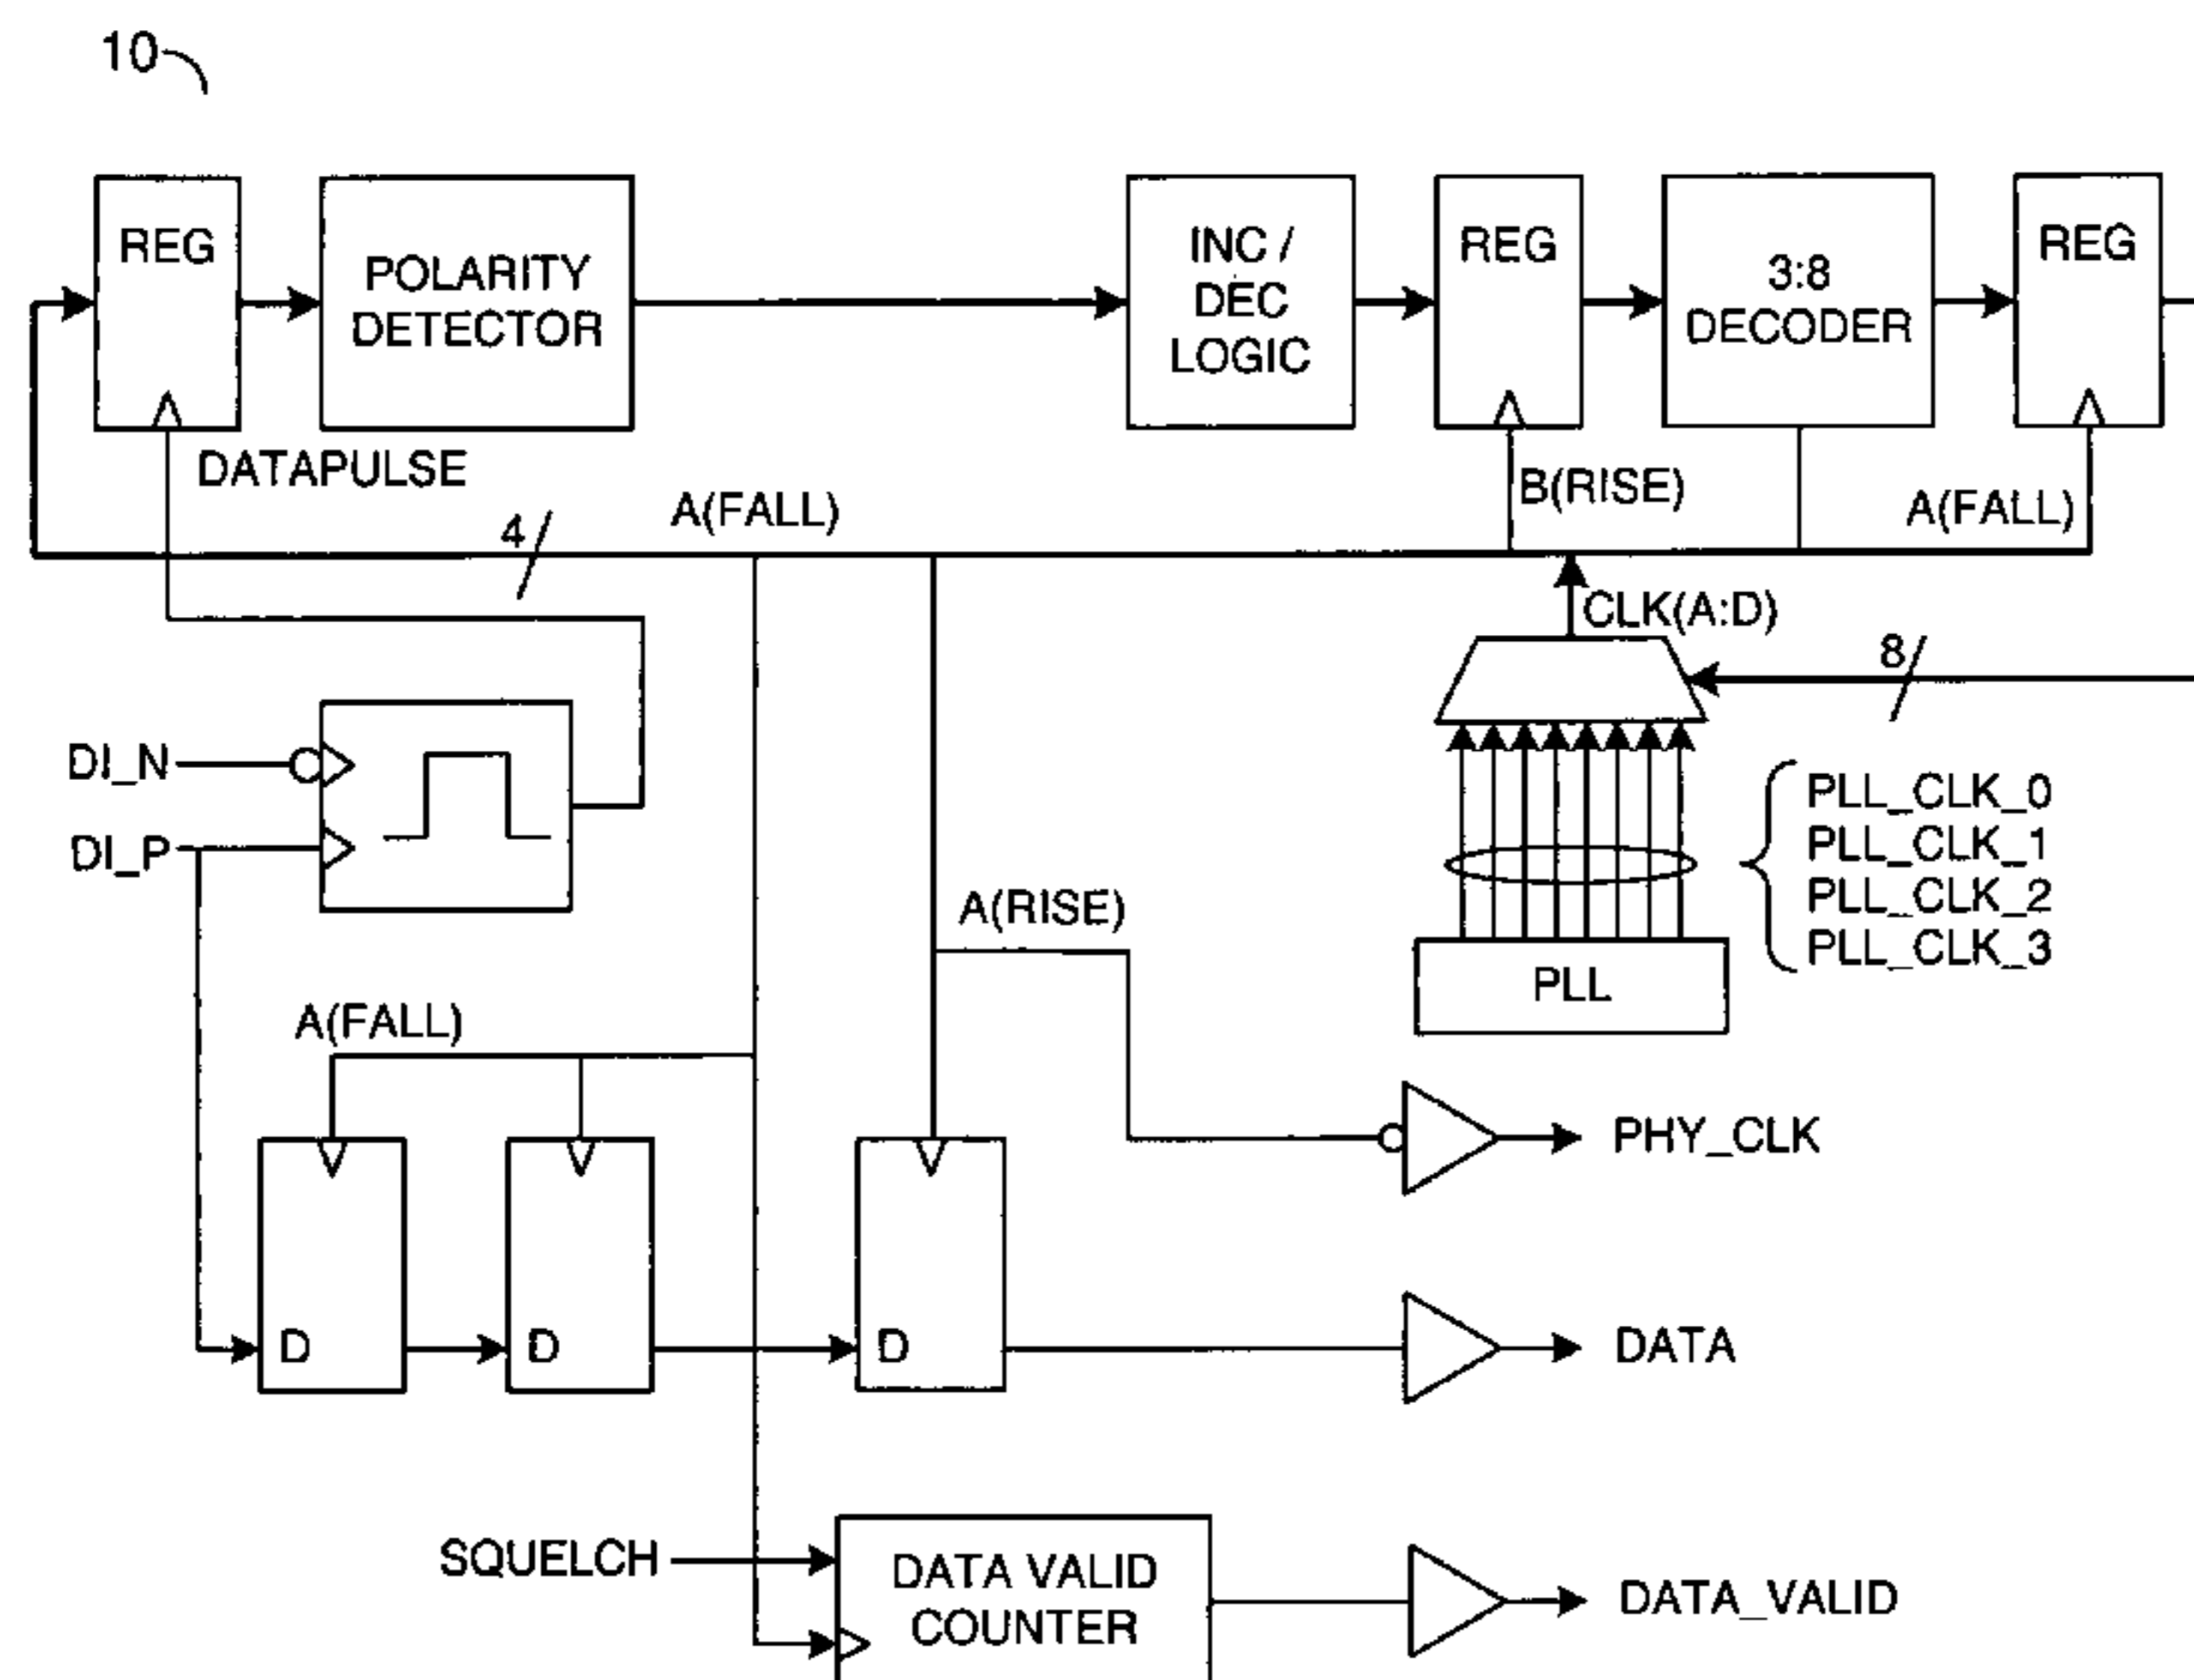 10
REG
POLARITY
DETECTOR
INC /
DEC
LOGIC
REG
3:8
DECODER
REG
DATAPULSE
4
A(FALL)
B(RISE)
A(FALL)
CLK(A:D)
8
DI_N
DI_P
PLL_CLK_0
PLL_CLK_1
PLL_CLK_2
PLL_CLK_3
A(RISE)
PLL
A(FALL)
PHY_CLK
D
D
D
DATA
SQUELCH
DATA VALID
COUNTER
DATA_VALID